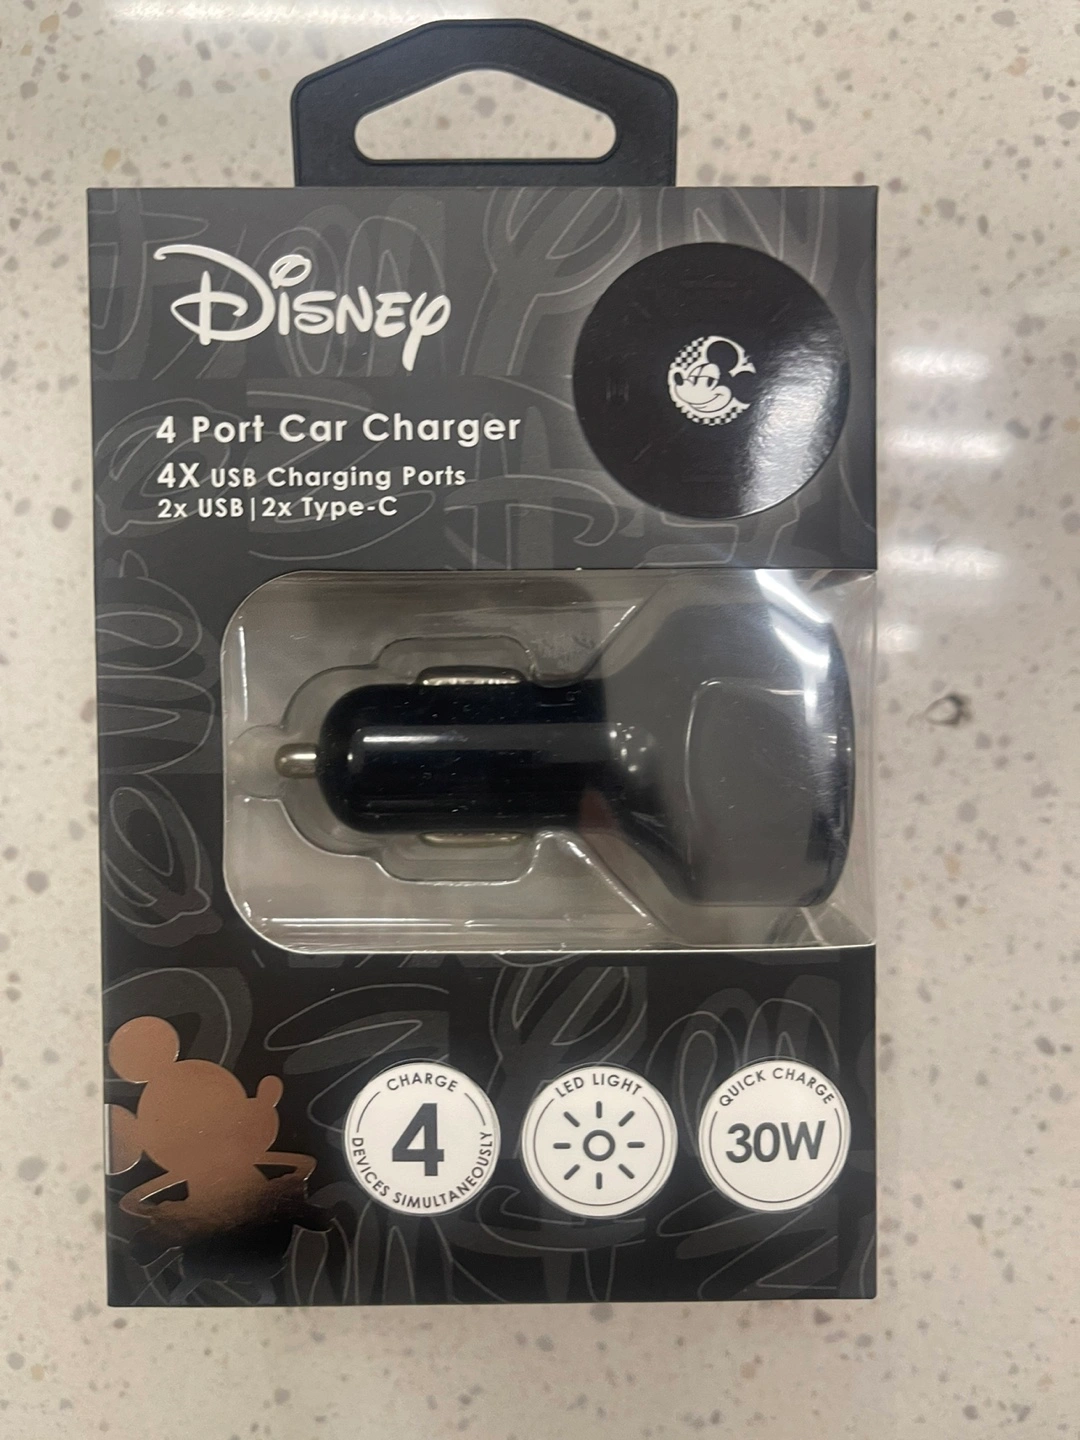 Disney
4 Port Car Charger
4X USB Charging Ports
2x USB|2x Type-C
CHARGE
4
DEVICES SIMULTANEOUSLY
LED LIGHT
QUICK CHARGE
30W